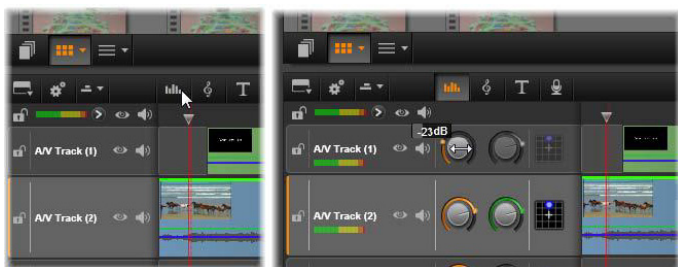 T
T
-23dB
A/V Track (1)
A/V Track (1)
A/V Track (2)
A/V Track (2)